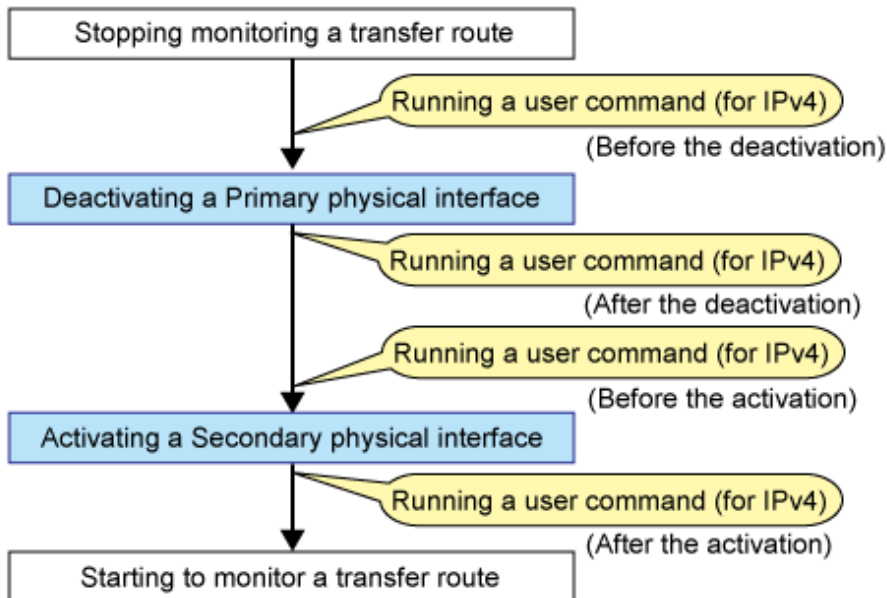 Stopping monitoring a transfer route
Running a user command (for IPv4)
(Before the deactivation)
Deactivating a Primary physical interface
Running a user command (for IPv4)
(After the deactivation)
Running a user command (for IPv4)
(Before the activation)
Activating a Secondary physical interface
Running a user command (for IPv4)
(After the activation)
Starting to monitor a transfer route